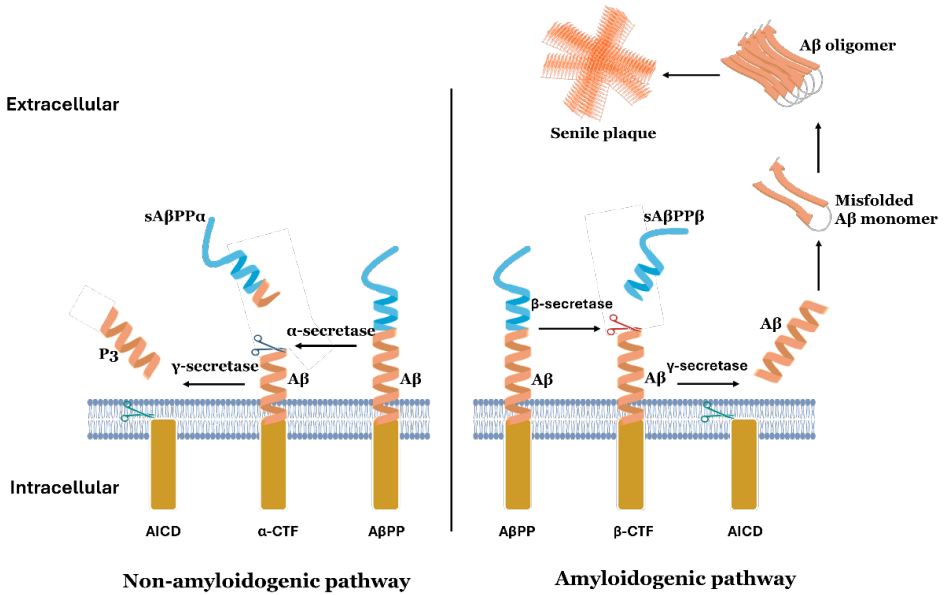 Extracellular
Intracellular
sAβPPα
P3
γ-secretase
α-secretase
Aβ
Aβ
AICD
α-CTF
AβPP
Non-amyloidogenic pathway
Senile plaque
Aβ oligomer
Misfolded
Aβ monomer
sAβPPβ
β-secretase
Aβ
Aβ
γ-secretase
Aβ
AβPP
β-CTF
AICD
Amyloidogenic pathway